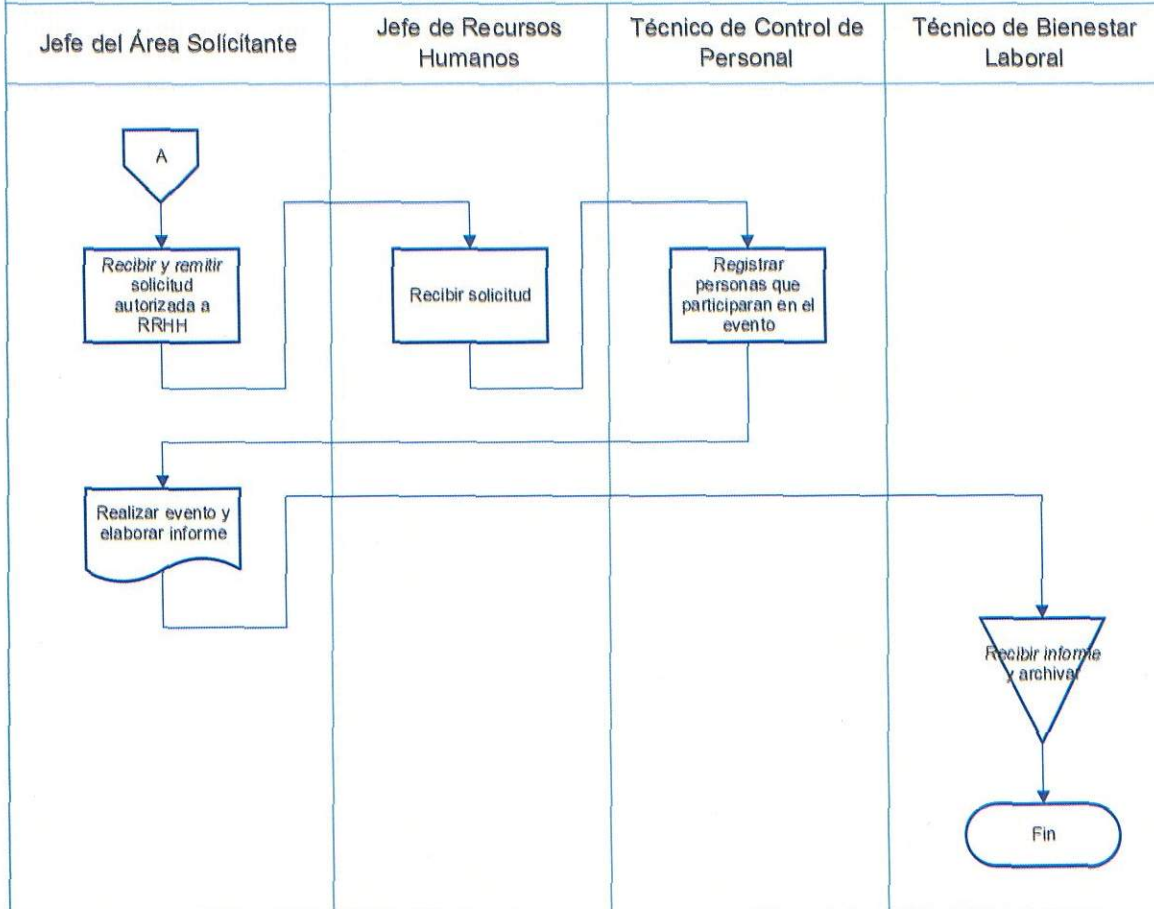 Jefe del Área Solicitante
Jefe de Recursos
Humanos
Técnico de Control de
Personal
Técnico de Bienestar
Laboral
A
Recibir y remitir
solicitud
autorizada a
RRHH
Recibir solicitud
Registrar
personas que
participaran en el
evento
Realizar evento y
elaborar informe
Recibir informe
y archivar
Fin